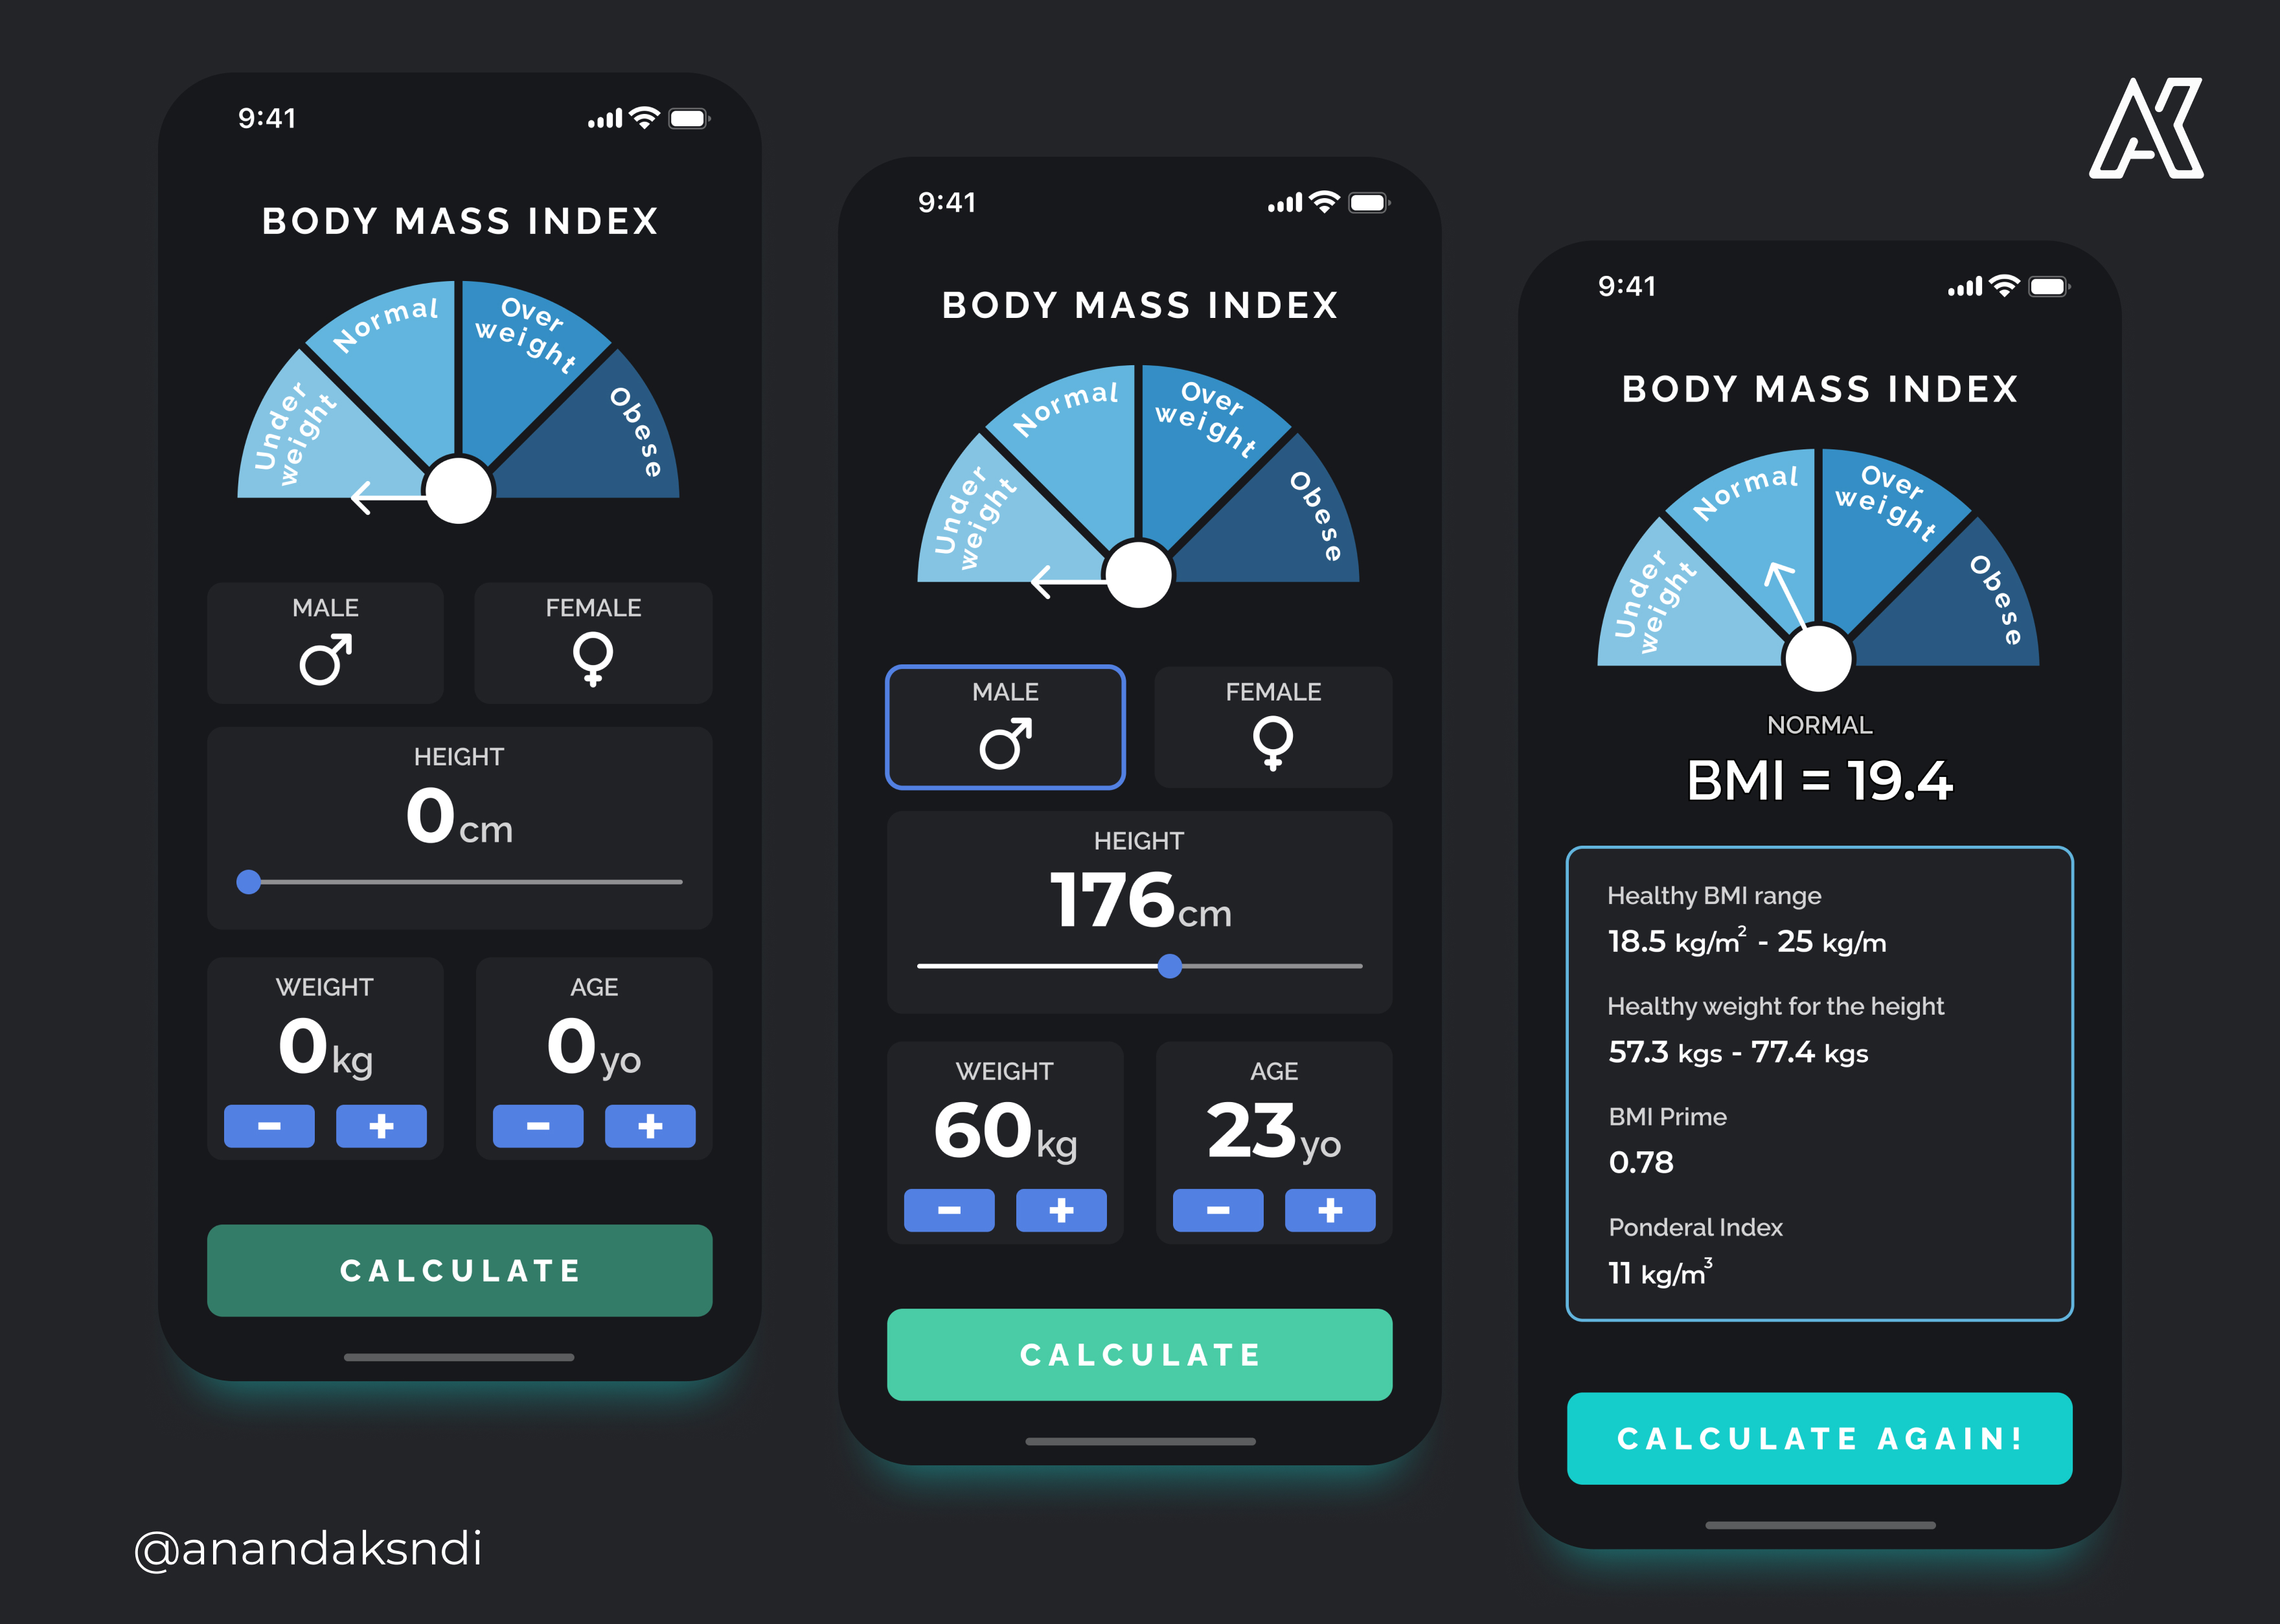 9:41
BODY MASS INDEX
Under
weight
Normal
Over
weight
Obese
MALE
FEMALE
HEIGHT
0cm
WEIGHT
0kg
AGE
0yo
- +
- +
CALCULATE
9:41
BODY MASS INDEX
Under
weight
Normal
Over
weight
Obese
MALE
FEMALE
HEIGHT
176cm
WEIGHT
60kg
AGE
23yo
- +
- +
CALCULATE
9:41
BODY MASS INDEX
Under
weight
Normal
Over
weight
Obese
NORMAL
BMI = 19.4
Healthy BMI range
18.5 kg/m² - 25 kg/m
Healthy weight for the height
57.3 kgs - 77.4 kgs
BMI Prime
0.78
Ponderal Index
11 kg/m³
CALCULATE AGAIN!
AK
@anandaksndi